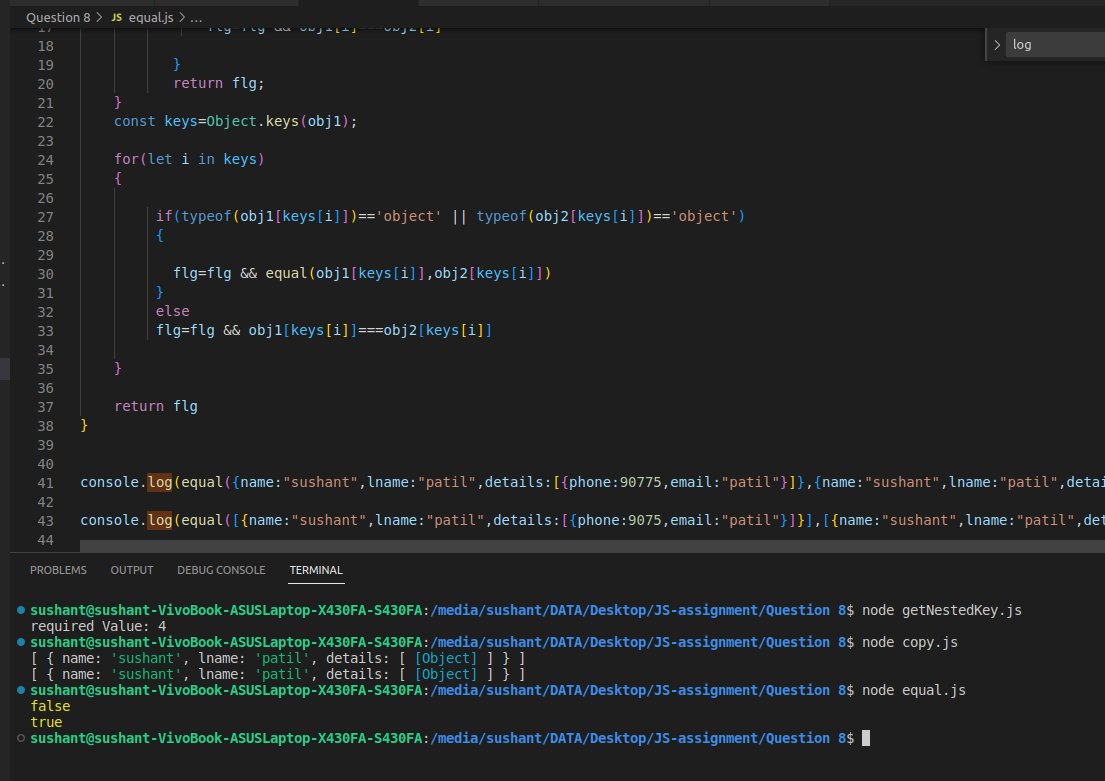 Question 8 > JS equal.js > ...
17 flg=flg && obj1[i]===obj2[i]
> log
18
19 }
20 return flg;
21 }
22 const keys=Object.keys(obj1);
23
24 for(let i in keys)
25 {
26
27 if(typeof(obj1[keys[i]])=='object' || typeof(obj2[keys[i]])=='object')
28 {
29
30 flg=flg && equal(obj1[keys[i]],obj2[keys[i]])
31 }
32 else
33 flg=flg && obj1[keys[i]]===obj2[keys[i]]
34
35 }
36
37 return flg
38 }
39
40
41 console.log(equal({name:"sushant",lname:"patil",details:[{phone:90775,email:"patil"}]},{name:"sushant",lname:"patil",detai
42
43 console.log(equal([{name:"sushant",lname:"patil",details:[{phone:9075,email:"patil"}]}],[{name:"sushant",lname:"patil",det
44
PROBLEMS OUTPUT DEBUG CONSOLE TERMINAL
sushant@sushant-VivoBook-ASUSLaptop-X430FA-S430FA:/media/sushant/DATA/Desktop/JS-assignment/Question 8$ node getNestedKey.js
required Value: 4
sushant@sushant-VivoBook-ASUSLaptop-X430FA-S430FA:/media/sushant/DATA/Desktop/JS-assignment/Question 8$ node copy.js
[ { name: 'sushant', lname: 'patil', details: [ [Object] ] } ]
[ { name: 'sushant', lname: 'patil', details: [ [Object] ] } ]
sushant@sushant-VivoBook-ASUSLaptop-X430FA-S430FA:/media/sushant/DATA/Desktop/JS-assignment/Question 8$ node equal.js
false
true
sushant@sushant-VivoBook-ASUSLaptop-X430FA-S430FA:/media/sushant/DATA/Desktop/JS-assignment/Question 8$